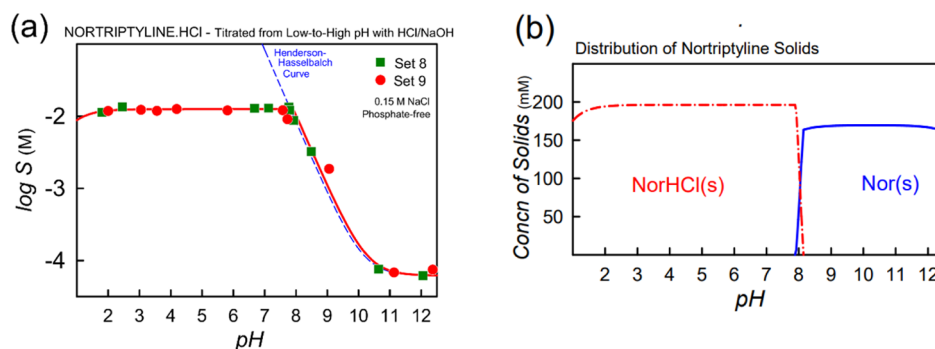 (a)
NORTRIPTYLINE.HCl - Titrated from Low-to-High pH with HCl/NaOH
Henderson-
Hasselbalch
Curve
Set 8
Set 9
0.15 M NaCl
Phosphate-free
log S (M)
-2
-3
-4
2 3 4 5 6 7 8 9 10 11 12
pH
(b)
Distribution of Nortriptyline Solids
Concn of Solids (mM)
200
150
100
50
NorHCl(s)
Nor(s)
2 3 4 5 6 7 8 9 10 11 12
pH